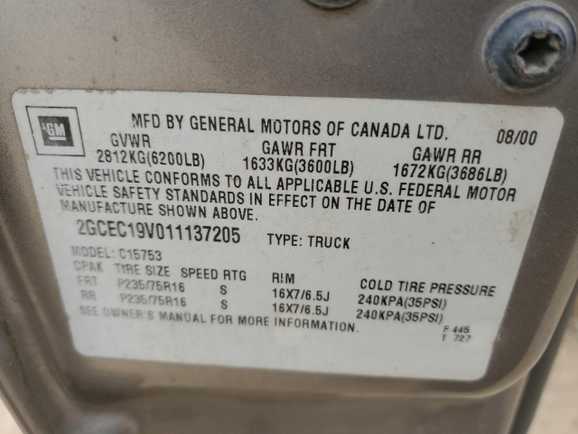 GM
MFD BY GENERAL MOTORS OF CANADA LTD. 08/00
GVWR GAWR FRT GAWR RR
2812KG(6200LB) 1633KG(3600LB) 1672KG(3686LB)
THIS VEHICLE CONFORMS TO ALL APPLICABLE U.S. FEDERAL MOTOR
VEHICLE SAFETY STANDARDS IN EFFECT ON THE DATE OF
MANUFACTURE SHOWN ABOVE.
2GCEC19V011137205 TYPE: TRUCK
MODEL: C15753
CPAK TIRE SIZE SPEED RTG RIM COLD TIRE PRESSURE
FRT P235/75R16 S 16X7/6.5J 240KPA(35PSI)
RR P235/75R16 S 16X7/6.5J 240KPA(35PSI)
SEE OWNER'S MANUAL FOR MORE INFORMATION.
F 445
T 727